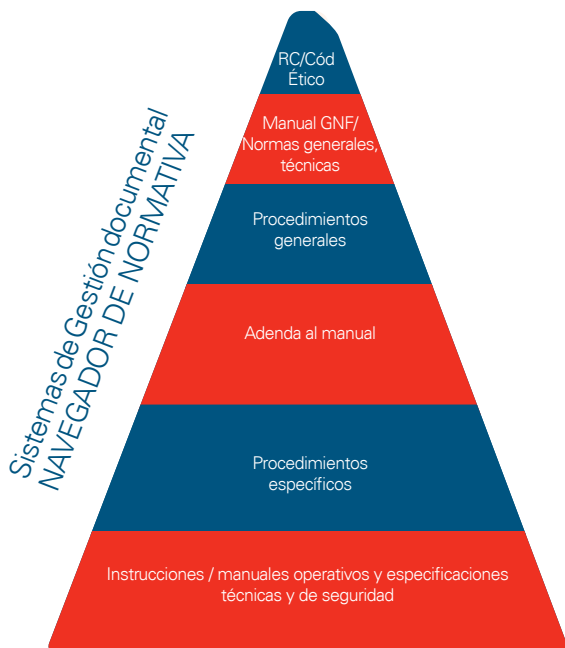 RC/Cód
Ético
Manual GNF/
Normas generales,
técnicas
Procedimientos
generales
Adenda al manual
Procedimientos
específicos
Instrucciones / manuales operativos y especificaciones
técnicas y de seguridad
Sistemas de Gestión documental
NAVEGADOR DE NORMATIVA